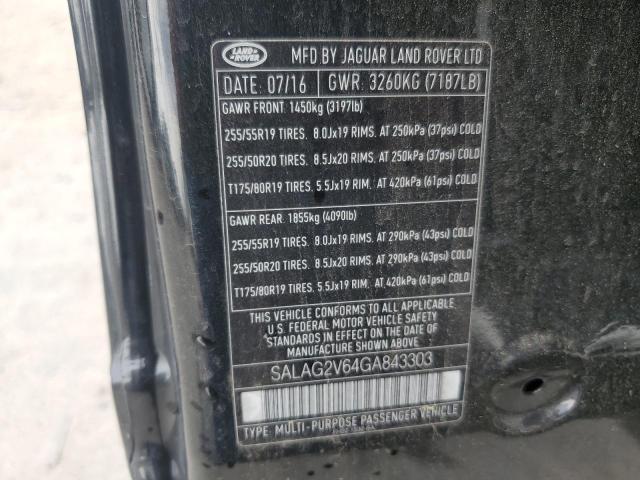 LAND ROVER MFD BY JAGUAR LAND ROVER LTD
DATE: 07/16 GWR: 3260KG (7187LB)
GAWR FRONT: 1450kg (3197lb)
255/55R19 TIRES. 8.0Jx19 RIMS. AT 250kPa (37psi) COLD
255/50R20 TIRES. 8.5Jx20 RIMS. AT 250kPa (37psi) COLD
T175/80R19 TIRES. 5.5Jx19 RIM. AT 420kPa (61psi) COLD
GAWR REAR: 1855kg (4090lb)
255/55R19 TIRES. 8.0Jx19 RIMS. AT 290kPa (43psi) COLD
255/50R20 TIRES. 8.5Jx20 RIMS. AT 290kPa (43psi) COLD
T175/80R19 TIRES. 5.5Jx19 RIM. AT 420kPa (61psi) COLD
THIS VEHICLE CONFORMS TO ALL APPLICABLE
U.S. FEDERAL MOTOR VEHICLE SAFETY
STANDARDS IN EFFECT ON THE DATE OF
MANUFACTURE SHOWN ABOVE
SALAG2V64GA843303
TYPE: MULTI-PURPOSE PASSENGER VEHICLE